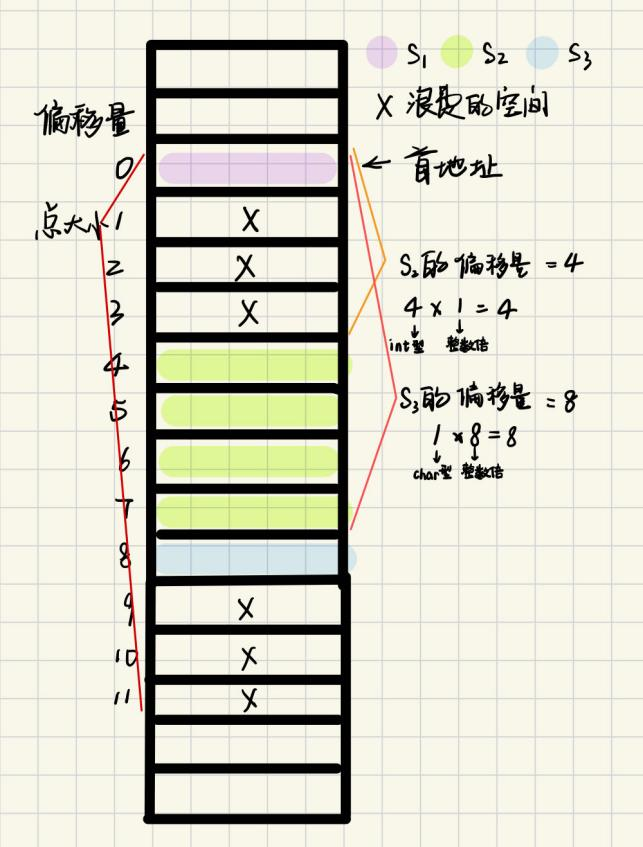 S1 S2 S3
X 浪费的空间
偏移量
0
首地址
总大小
1 X
2 X
3 X
4
5
6
7
8
9 X
10 X
11 X
S2的偏移量 = 4
4 × 1 = 4
int型 整数倍
S3的偏移量 = 8
1 × 8 = 8
char型 整数倍